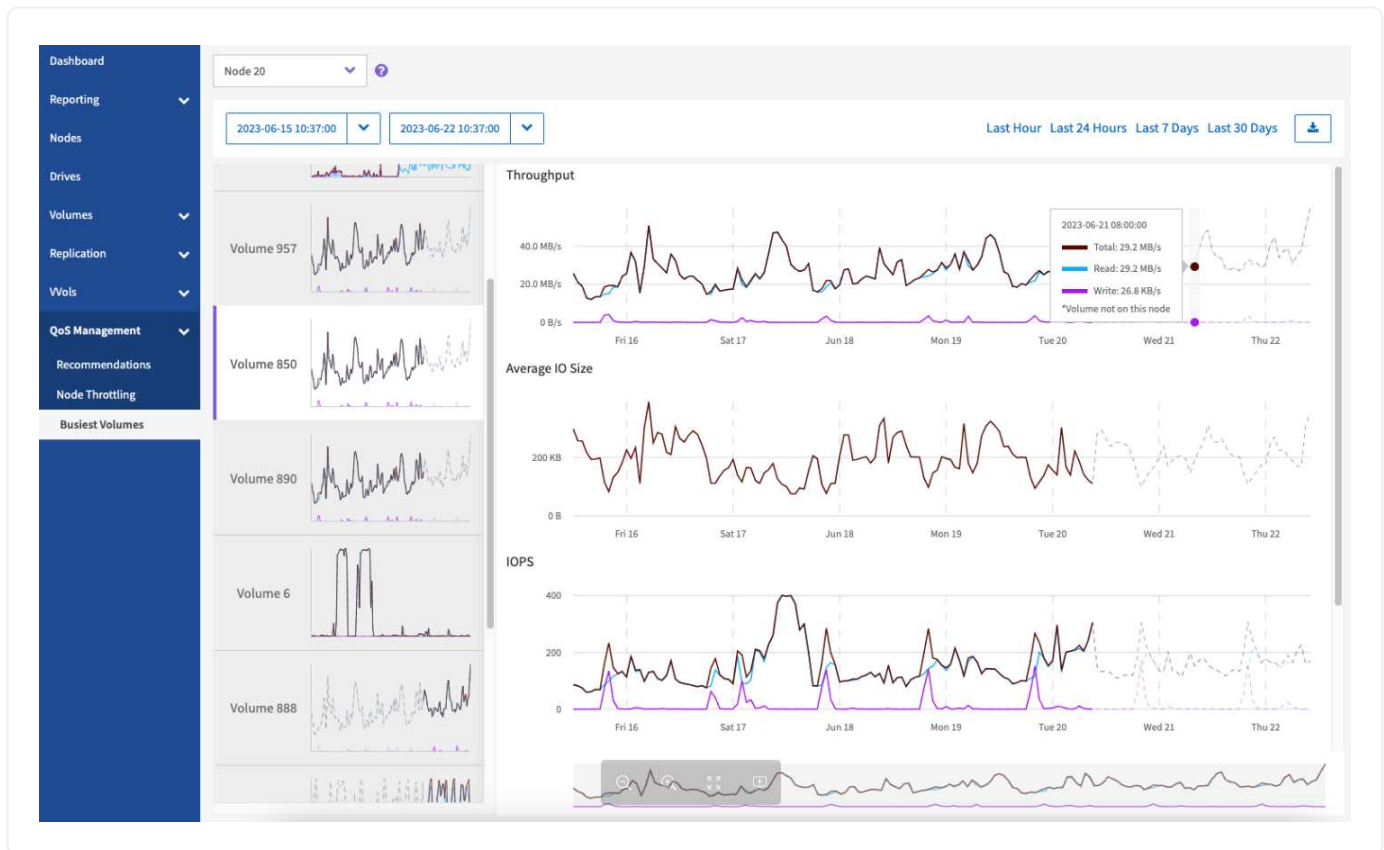 Dashboard
Reporting
Nodes
Drives
Volumes
Replication
VVols
QoS Management
Recommendations
Node Throttling
Busiest Volumes
Node 20
?
2023-06-15 10:37:00
2023-06-22 10:37:00
Last Hour Last 24 Hours Last 7 Days Last 30 Days
Volume 957
Volume 850
Volume 890
Volume 6
Volume 888
Throughput
40.0 MB/s
20.0 MB/s
0 B/s
2023-06-21 08:00:00
Total: 29.2 MB/s
Read: 29.2 MB/s
Write: 26.8 KB/s
*Volume not on this node
Fri 16 Sat 17 Jun 18 Mon 19 Tue 20 Wed 21 Thu 22
Average IO Size
200 KB
0 B
Fri 16 Sat 17 Jun 18 Mon 19 Tue 20 Wed 21 Thu 22
IOPS
400
200
0
Fri 16 Sat 17 Jun 18 Mon 19 Tue 20 Wed 21 Thu 22